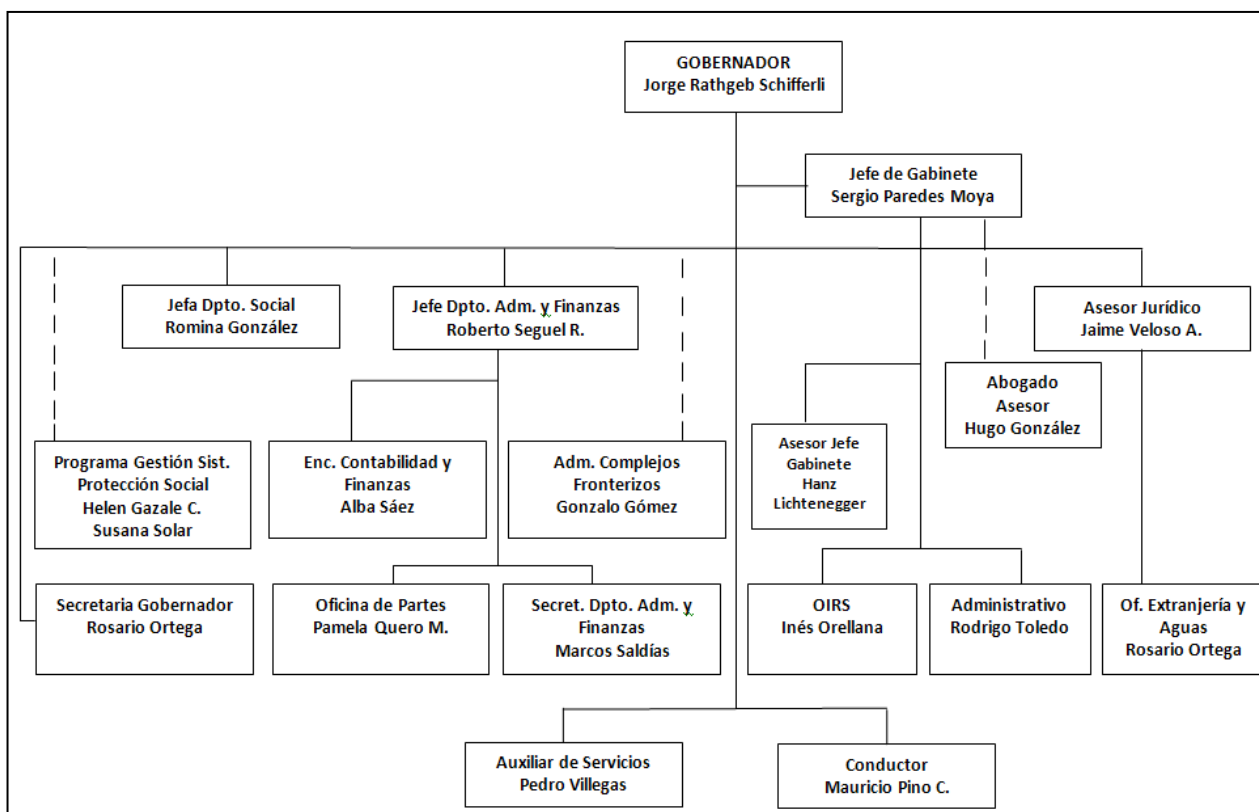 GOBERNADOR
Jorge Rathgeb Schifferli
Jefe de Gabinete
Sergio Paredes Moya
Jefa Dpto. Social
Romina González
Jefe Dpto. Adm. y Finanzas
Roberto Seguel R.
Asesor Jurídico
Jaime Veloso A.
Abogado
Asesor
Hugo González
Programa Gestión Sist.
Protección Social
Helen Gazale C.
Susana Solar
Enc. Contabilidad y
Finanzas
Alba Sáez
Adm. Complejos
Fronterizos
Gonzalo Gómez
Asesor Jefe
Gabinete
Hanz
Lichtenegger
Secretaria Gobernador
Rosario Ortega
Oficina de Partes
Pamela Quero M.
Secret. Dpto. Adm. y
Finanzas
Marcos Saldías
OIRS
Inés Orellana
Administrativo
Rodrigo Toledo
Of. Extranjería y
Aguas
Rosario Ortega
Auxiliar de Servicios
Pedro Villegas
Conductor
Mauricio Pino C.